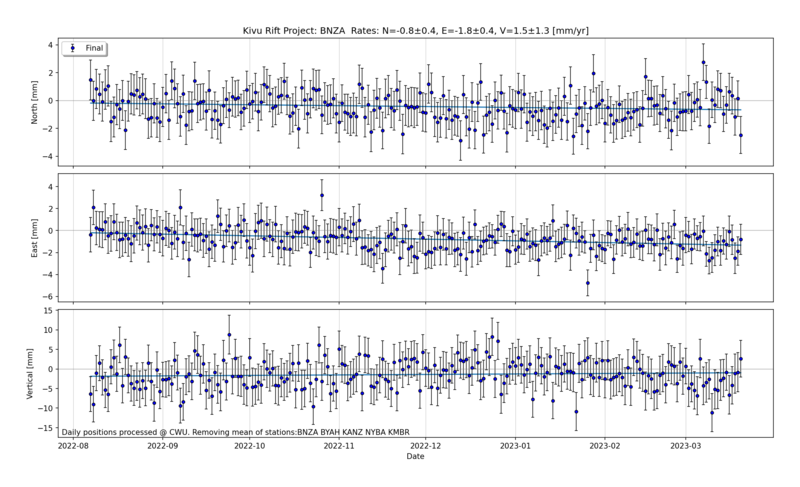 Kivu Rift Project: BNZA Rates: N=-0.8±0.4, E=-1.8±0.4, V=1.5±1.3 [mm/yr]
Final
North [mm]
4
2
0
−2
−4
East [mm]
4
2
0
−2
−4
−6
Vertical [mm]
15
10
5
0
−5
−10
−15
Daily positions processed @ CWU. Removing mean of stations:BNZA BYAH KANZ NYBA KMBR
2022-08 2022-09 2022-10 2022-11 2022-12 2023-01 2023-02 2023-03
Date